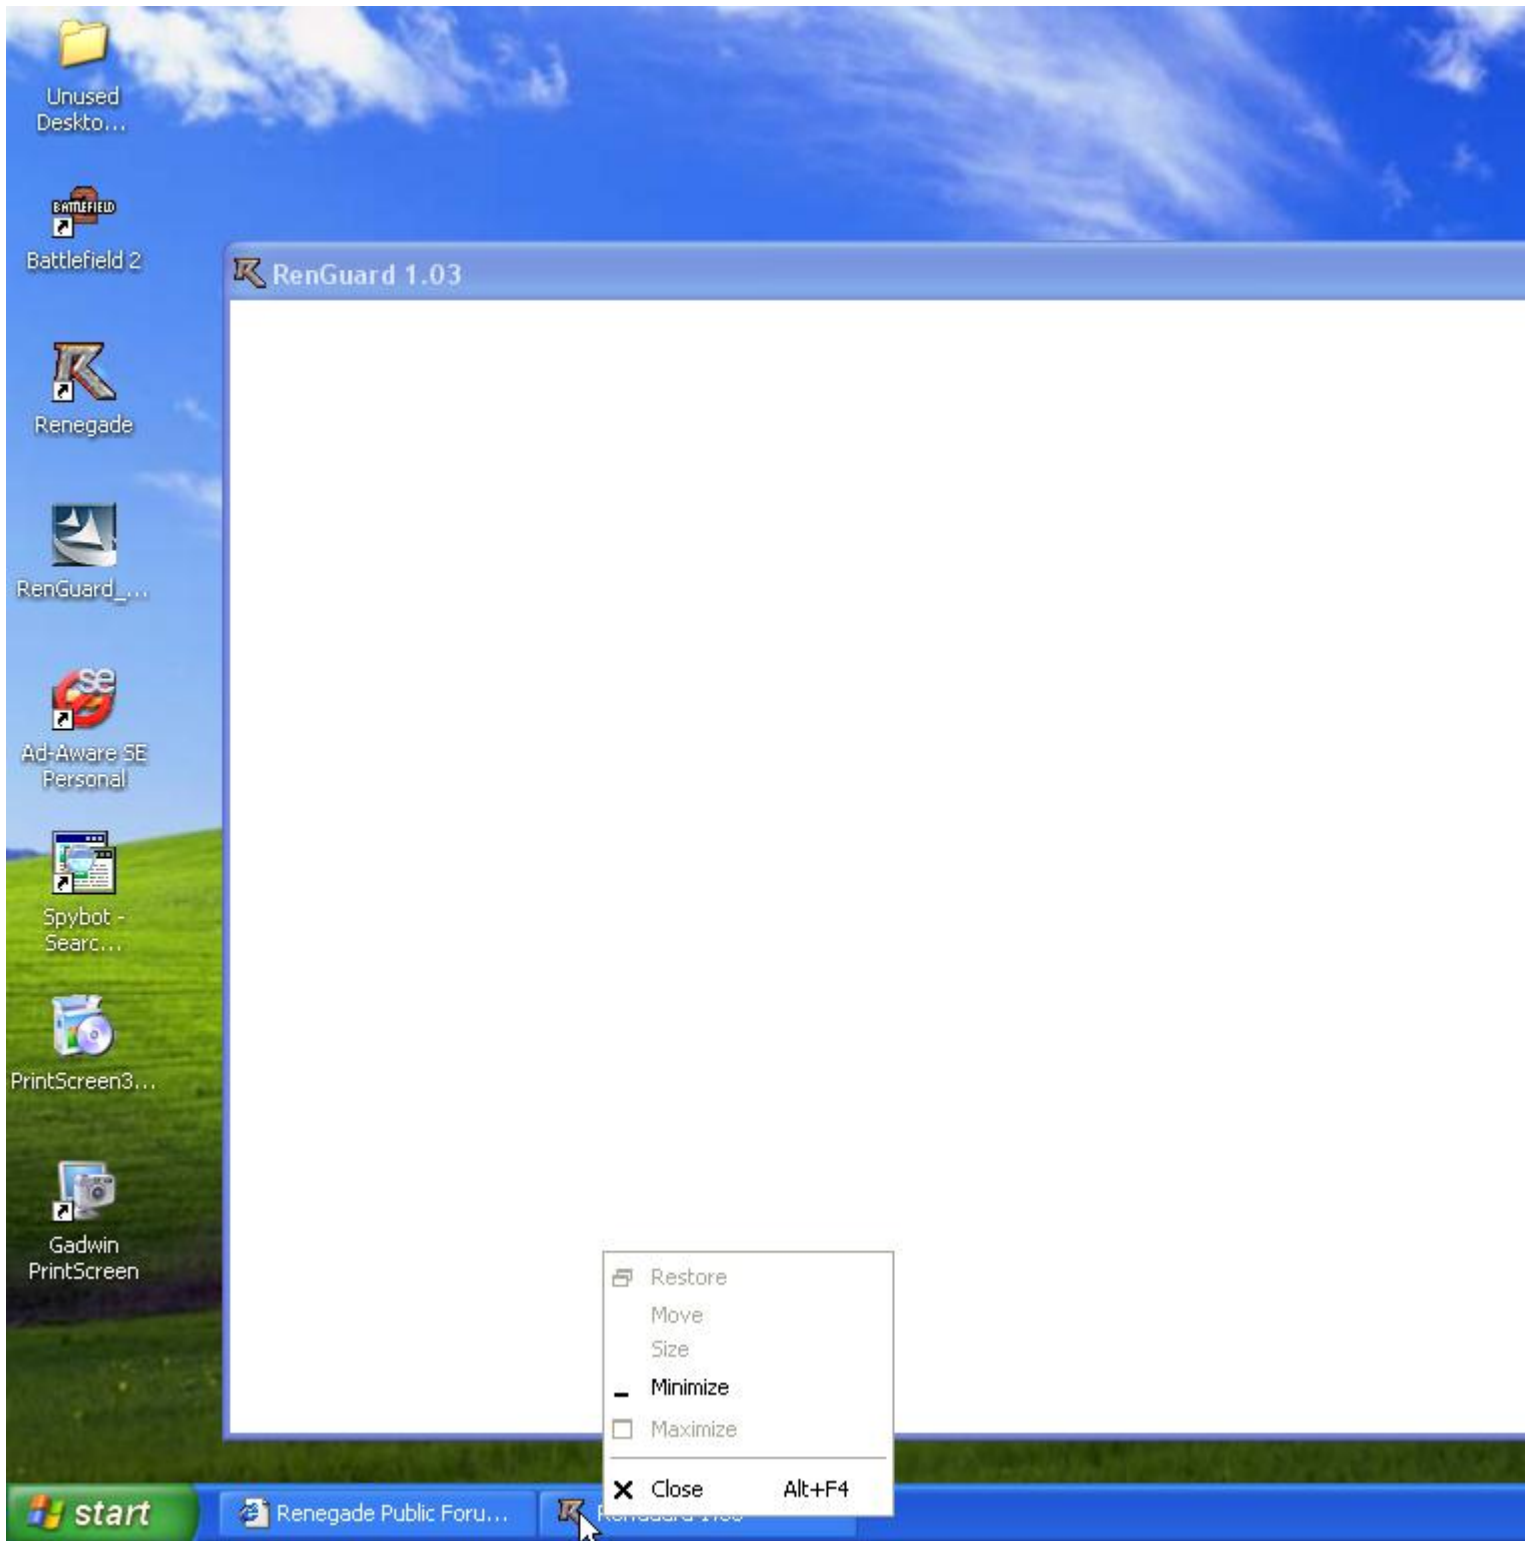 Unused
Deskto...
BATTLEFIELD
2
Battlefield 2
Renegade
RenGuard_...
se
Ad-Aware SE
Personal
Spybot -
Searc...
PrintScreen3...
Gadwin
PrintScreen
RenGuard 1.03
Restore
Move
Size
Minimize
Maximize
Close Alt+F4
start
Renegade Public Foru...